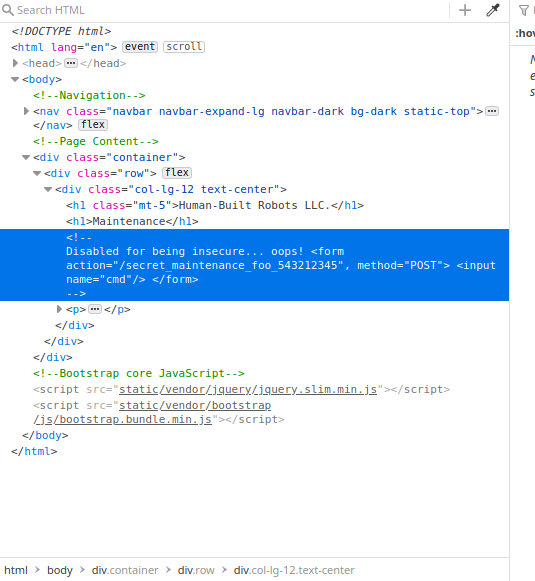 Search HTML
<!DOCTYPE html>
<html lang="en"> event scroll
:hov
<head> ··· </head>
<body>
<!--Navigation-->
<nav class="navbar navbar-expand-lg navbar-dark bg-dark static-top"> ···
</nav> flex
<!--Page Content-->
<div class="container">
<div class="row"> flex
<div class="col-lg-12 text-center">
<h1 class="mt-5">Human-Built Robots LLC.</h1>
<h1>Maintenance</h1>
<!--
Disabled for being insecure... oops! <form
action="/secret_maintenance_foo_543212345", method="POST"> <input
name="cmd"/> </form>
-->
<p> ··· </p>
</div>
</div>
</div>
<!--Bootstrap core JavaScript-->
<script src="static/vendor/jquery/jquery.slim.min.js"></script>
<script src="static/vendor/bootstrap
/js/bootstrap.bundle.min.js"></script>
</body>
</html>
html > body > div.container > div.row > div.col-lg-12.text-center